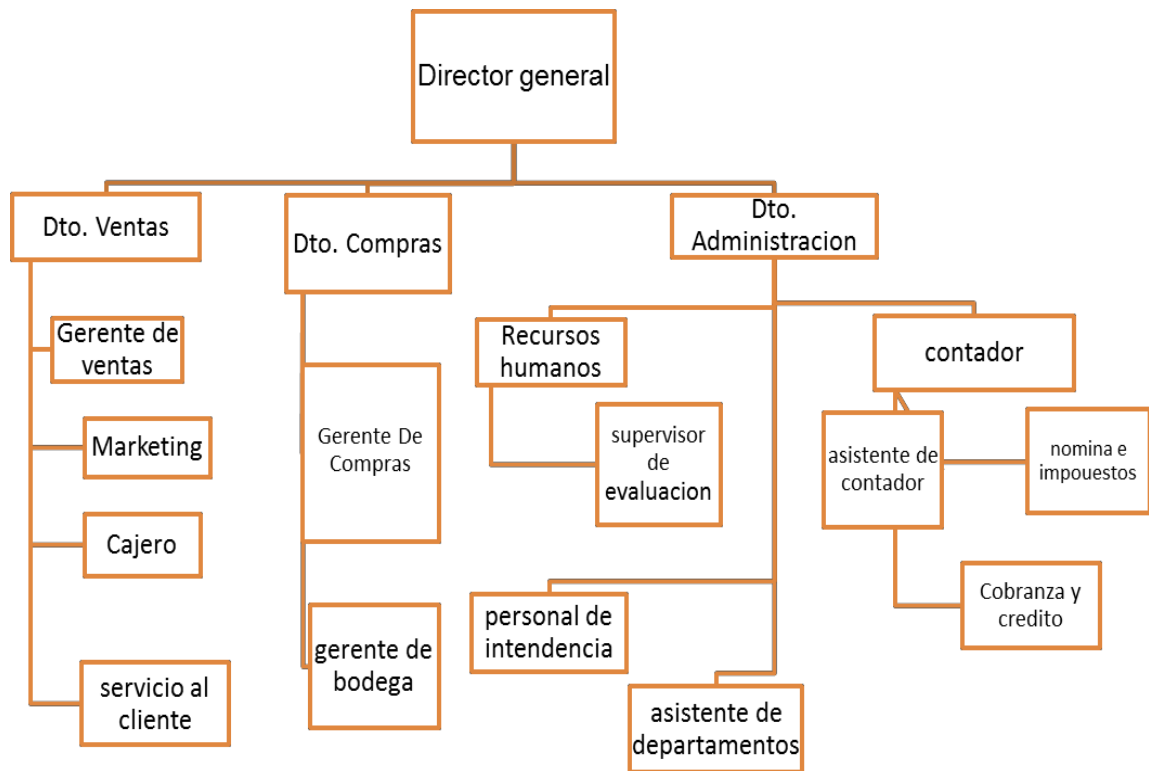 Director general
Dto. Ventas
Dto. Compras
Dto.
Administracion
Gerente de
ventas
Marketing
Cajero
servicio al
cliente
Gerente De
Compras
gerente de
bodega
Recursos
humanos
supervisor
de
evaluacion
personal de
intendencia
asistente de
departamentos
contador
asistente de
contador
nomina e
impouestos
Cobranza y
credito